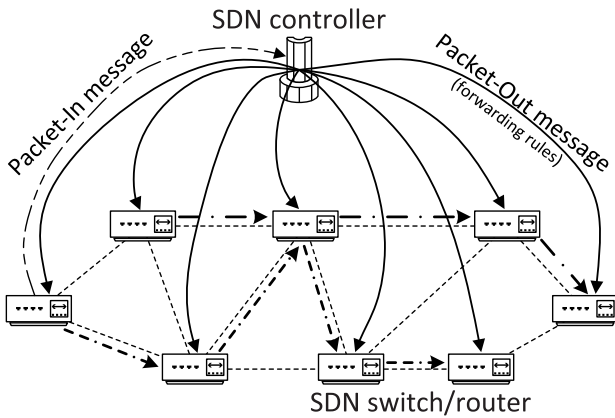 SDN controller
Packet-In message
Packet-Out message
(forwarding rules)
SDN switch/router